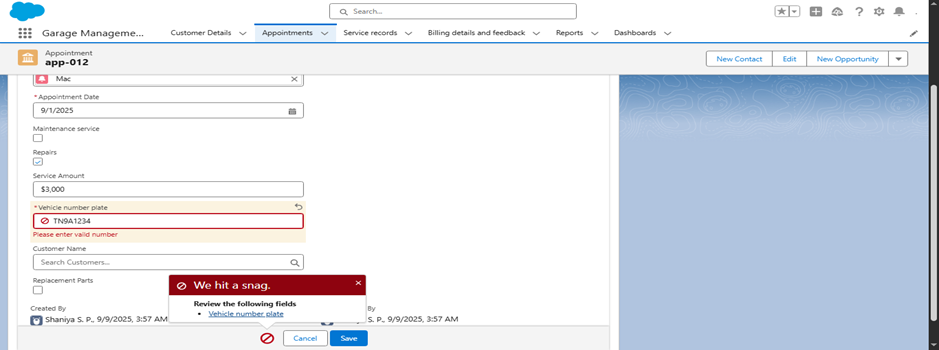 Search...
Garage Manageme...
Customer Details
Appointments
Service records
Billing details and feedback
Reports
Dashboards
Appointment
app-012
New Contact
Edit
New Opportunity
Mac
* Appointment Date
9/1/2025
Maintenance service
Repairs
Service Amount
$3,000
* Vehicle number plate
TN9A1234
Please enter valid number
Customer Name
Search Customers...
Replacement Parts
We hit a snag.
Review the following fields
• Vehicle number plate
Created By
Shaniya S. P., 9/9/2025, 3:57 AM
By
S. P., 9/9/2025, 3:57 AM
Cancel
Save